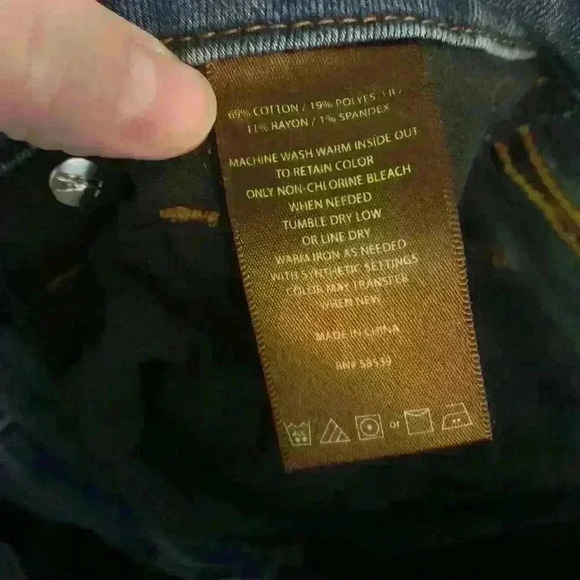 69% COTTON / 19% POLYESTER /
11% RAYON / 1% SPANDEX
MACHINE WASH WARM INSIDE OUT
TO RETAIN COLOR
ONLY NON-CHLORINE BLEACH
WHEN NEEDED
TUMBLE DRY LOW
OR LINE DRY
WARM IRON AS NEEDED
WITH SYNTHETIC SETTINGS
COLOR MAY TRANSFER
WHEN NEW
MADE IN CHINA
RN# 58539
or